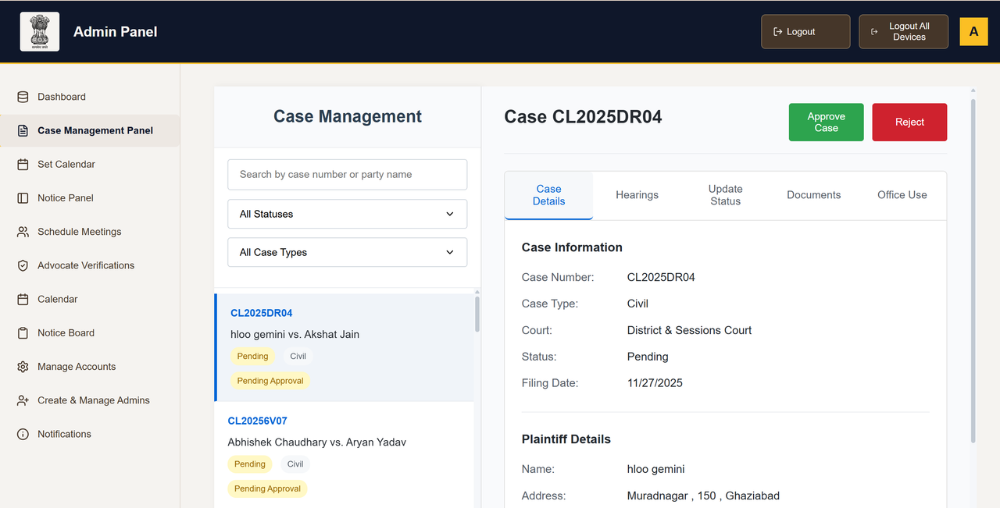 Admin Panel
Logout
Logout All
Devices
A
Dashboard
Case Management Panel
Set Calendar
Notice Panel
Schedule Meetings
Advocate Verifications
Calendar
Notice Board
Manage Accounts
Create & Manage Admins
Notifications
Case Management
Search by case number or party name
All Statuses
All Case Types
CL2025DR04
hloo gemini vs. Akshat Jain
Pending Civil
Pending Approval
CL20256V07
Abhishek Chaudhary vs. Aryan Yadav
Pending Civil
Pending Approval
Case CL2025DR04
Approve
Case
Reject
Case
Details
Hearings
Update
Status
Documents
Office Use
Case Information
Case Number: CL2025DR04
Case Type: Civil
Court: District & Sessions Court
Status: Pending
Filing Date: 11/27/2025
Plaintiff Details
Name: hloo gemini
Address: Muradnagar , 150 , Ghaziabad